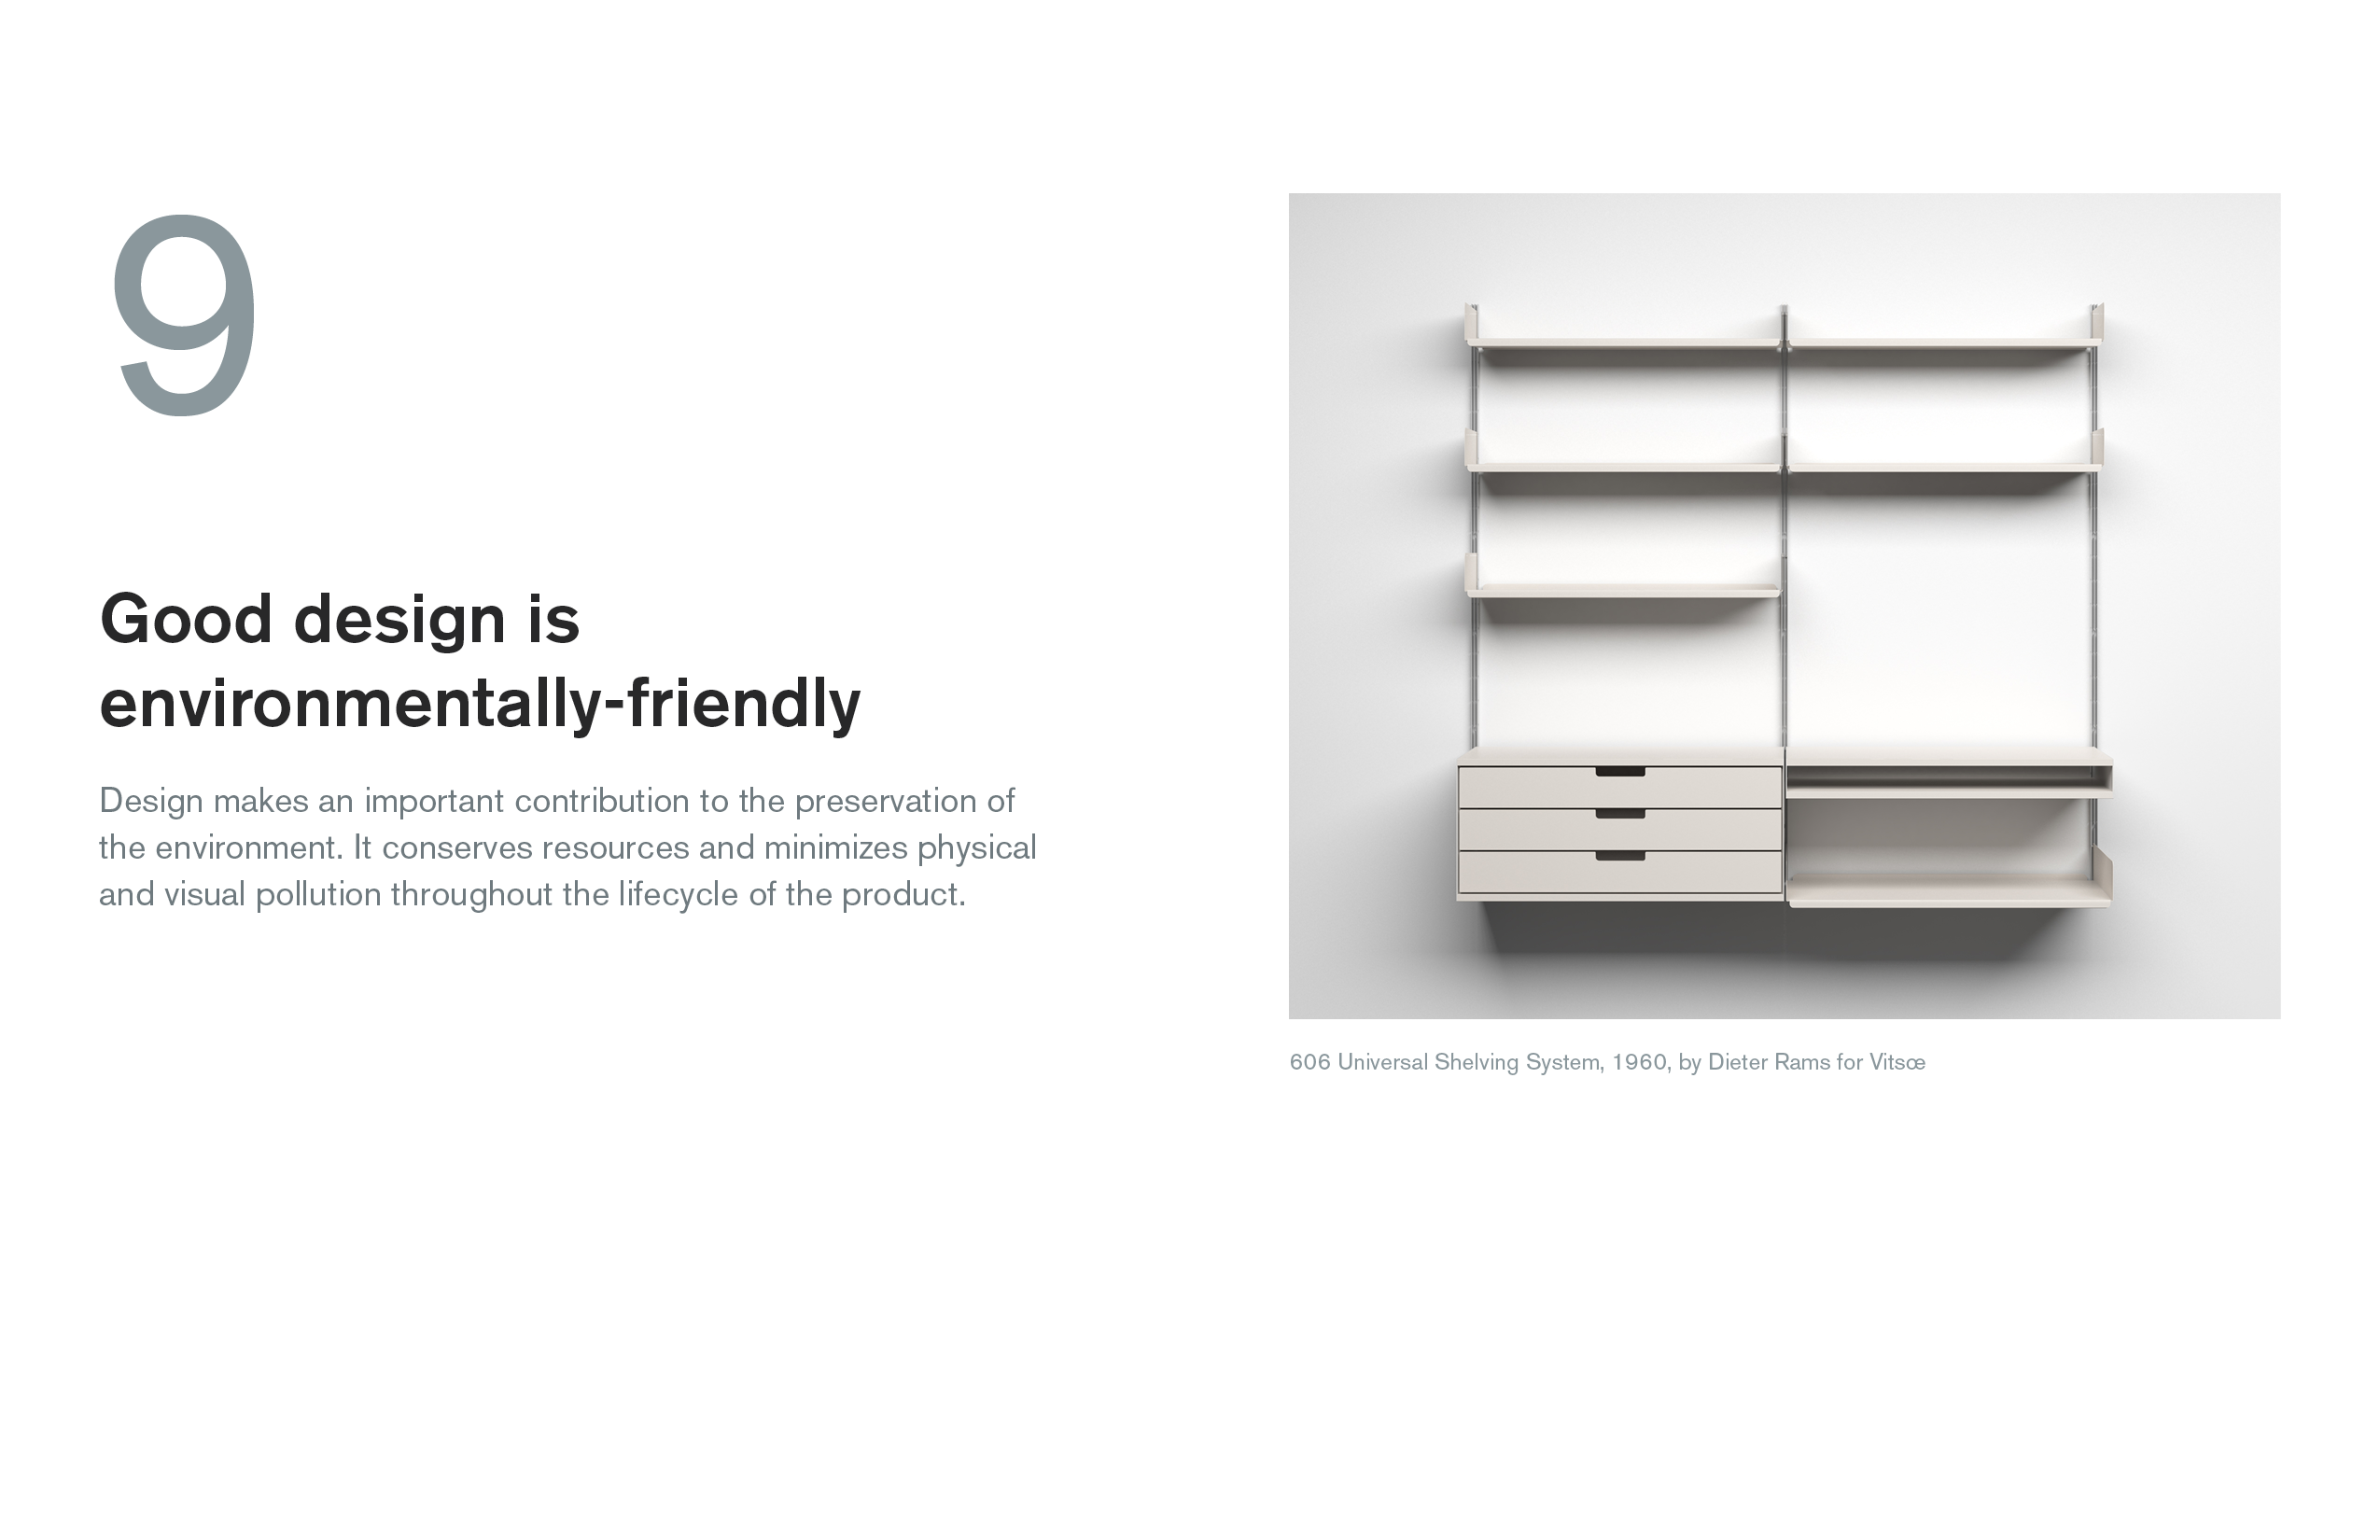 9
Good design is
environmentally-friendly
Design makes an important contribution to the preservation of
the environment. It conserves resources and minimizes physical
and visual pollution throughout the lifecycle of the product.
606 Universal Shelving System, 1960, by Dieter Rams for Vitsœ